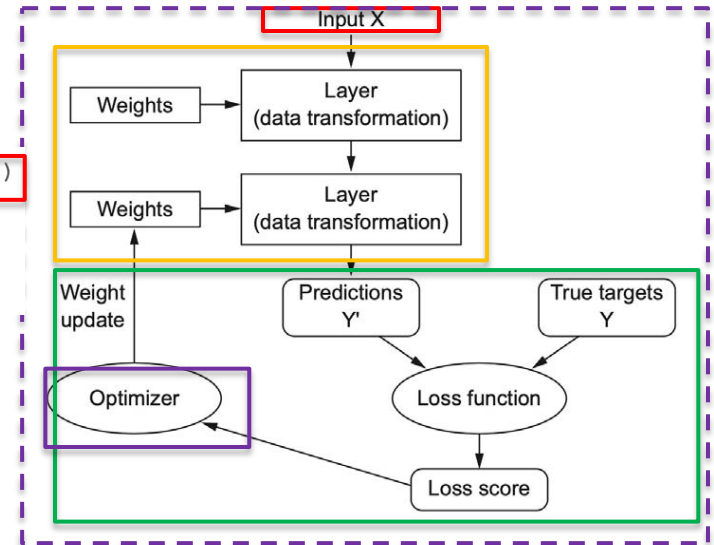 Input X
Layer
(data transformation)
Weights
)
Layer
(data transformation)
Weights
Weight
update
Predictions
Y'
True targets
Y
Optimizer
Loss function
Loss score